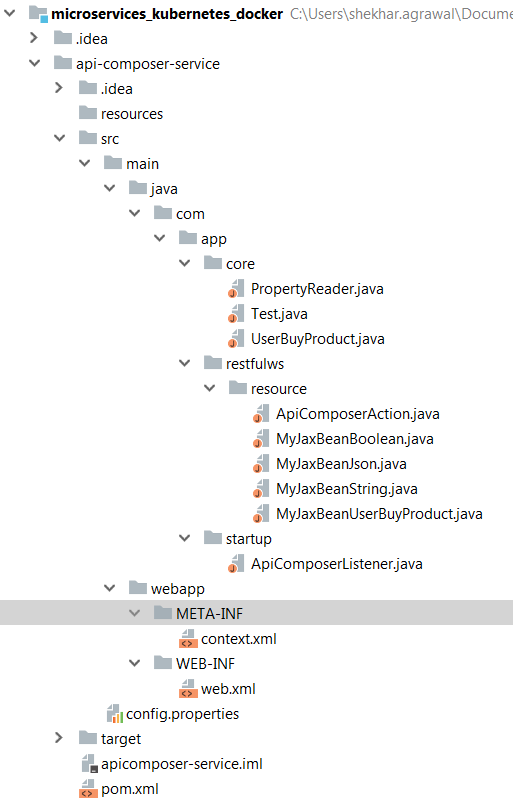 microservices_kubernetes_docker C:\Users\shekhar.agrawal\Docume
.idea
api-composer-service
.idea
resources
src
main
java
com
app
core
PropertyReader.java
Test.java
UserBuyProduct.java
restfulws
resource
ApiComposerAction.java
MyJaxBeanBoolean.java
MyJaxBeanJson.java
MyJaxBeanString.java
MyJaxBeanUserBuyProduct.java
startup
ApiComposerListener.java
webapp
META-INF
context.xml
WEB-INF
web.xml
config.properties
target
apicomposer-service.iml
pom.xml